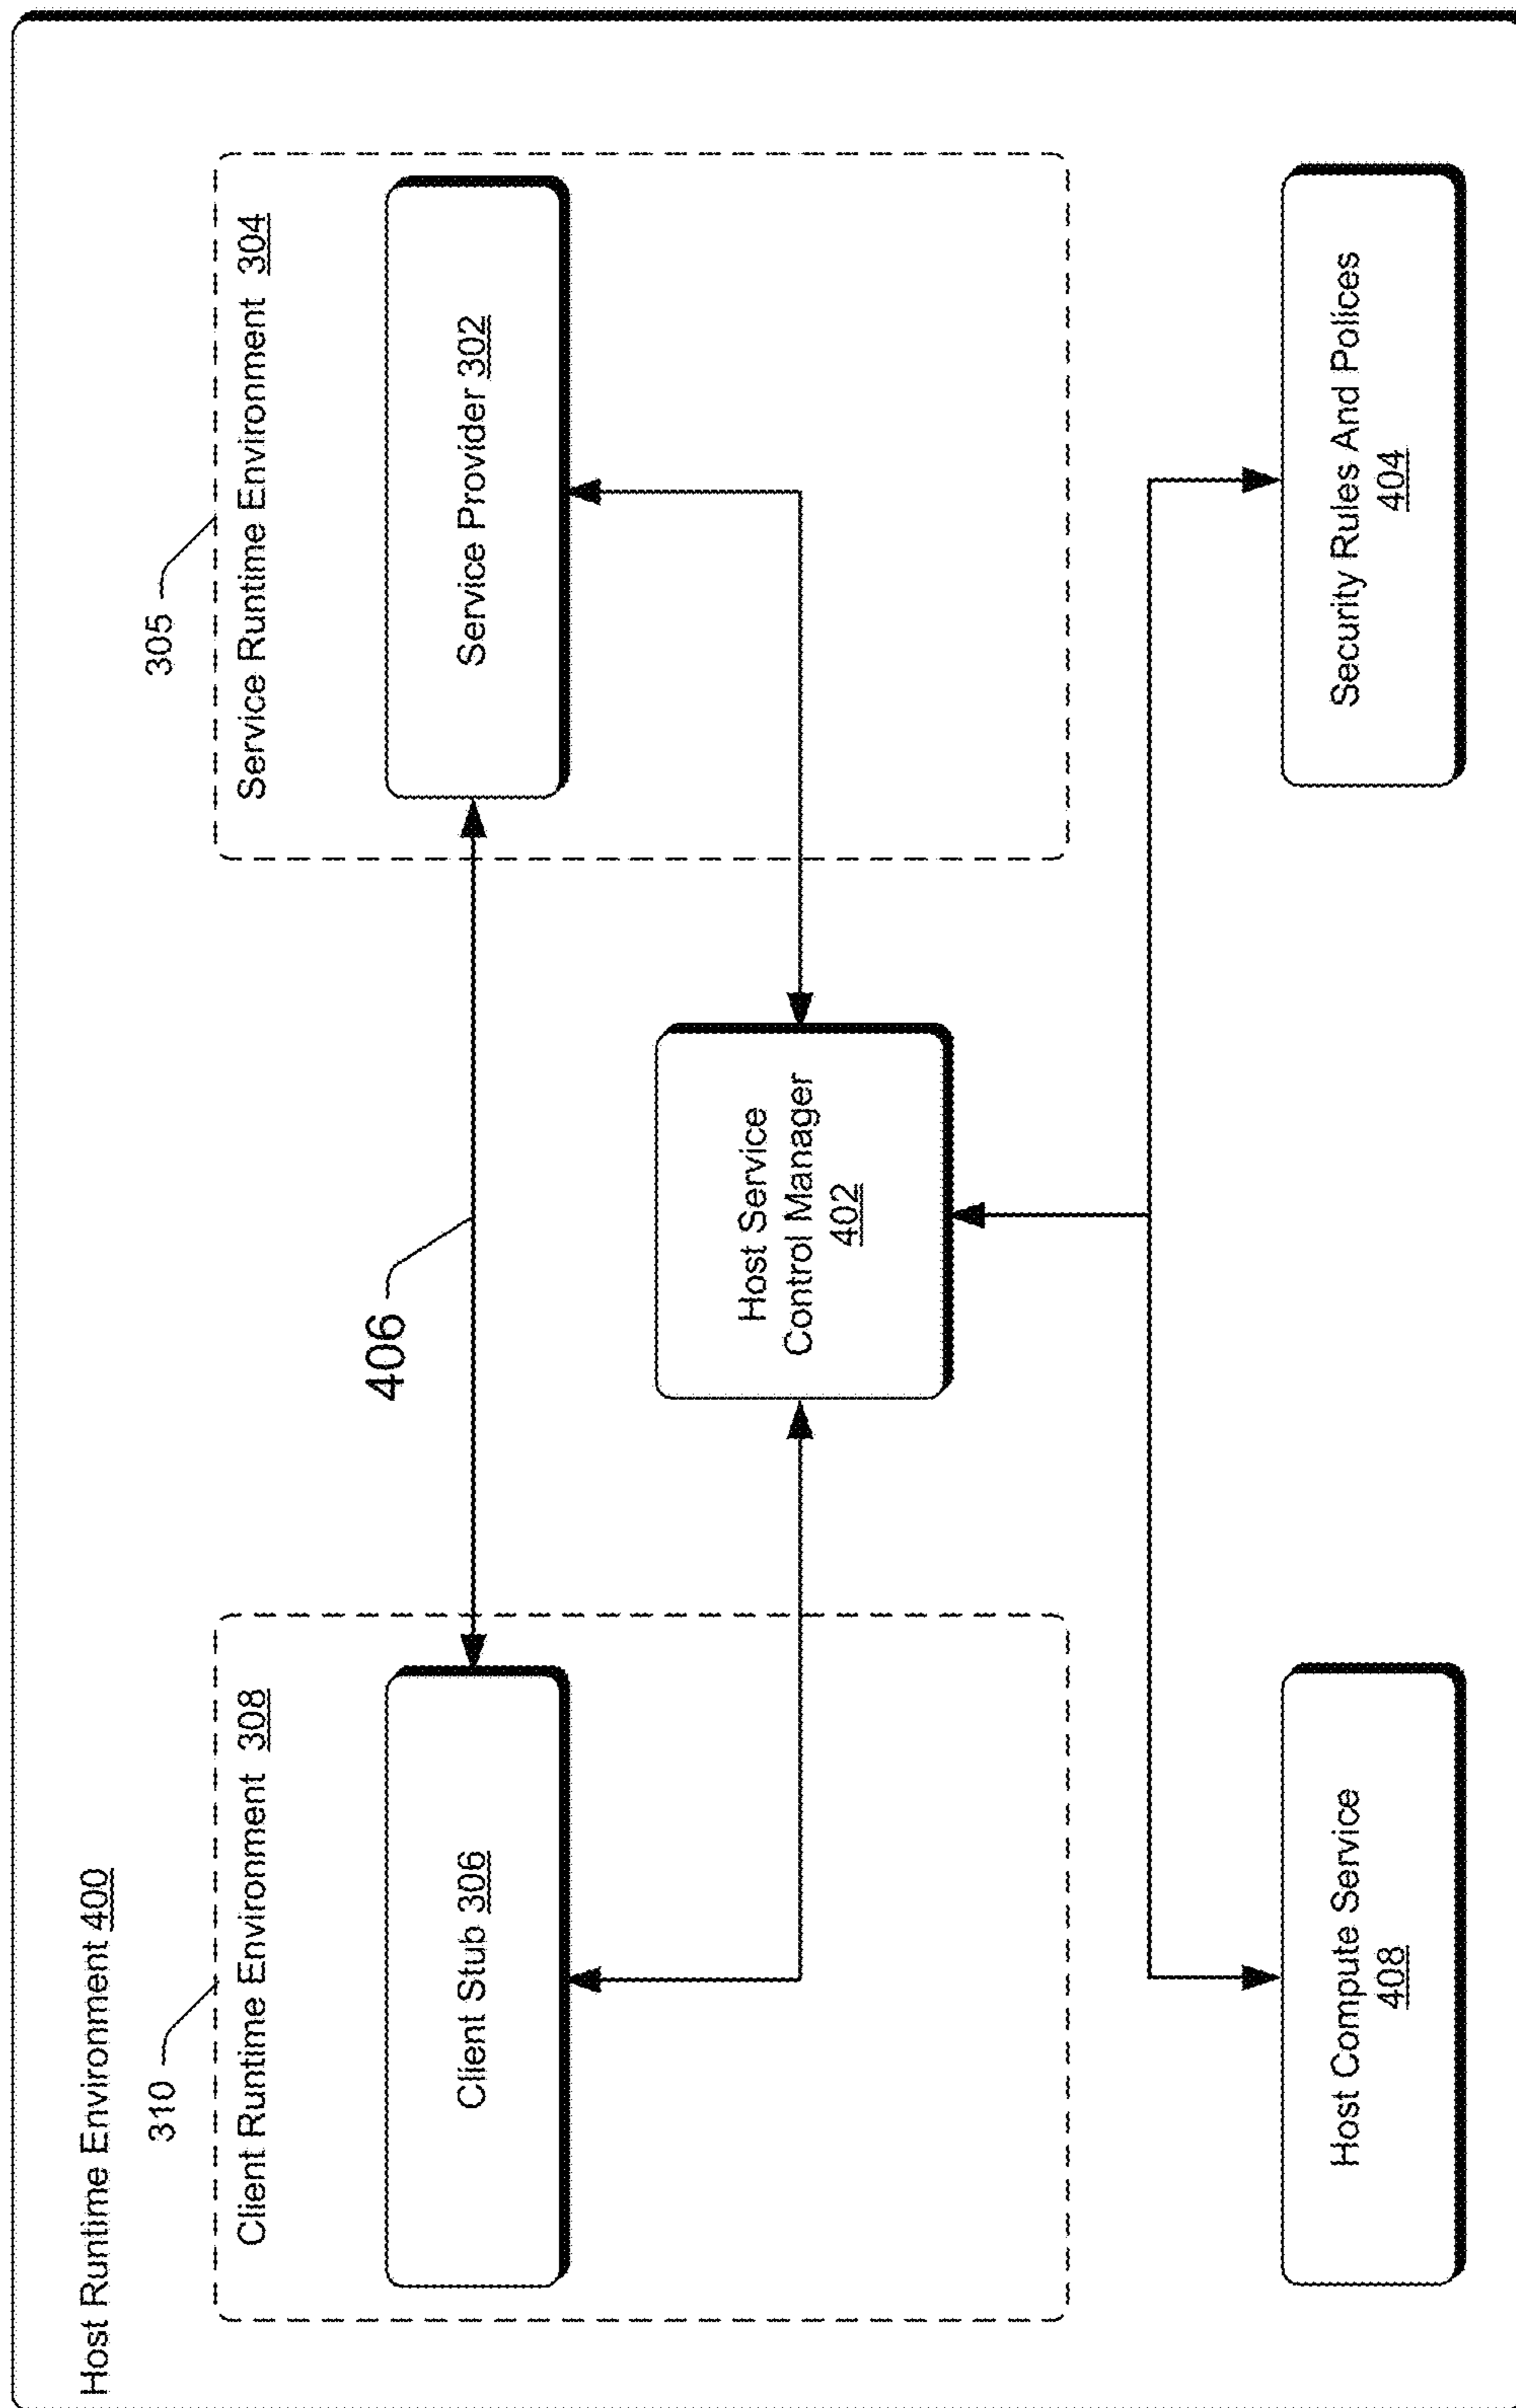 Host Runtime Environment 400
310
305
Client Runtime Environment 308
Service Runtime Environment 304
406
Client Stub 306
Service Provider 302
Host Service
Control Manager
402
Host Compute Service
408
Security Rules And Polices
404